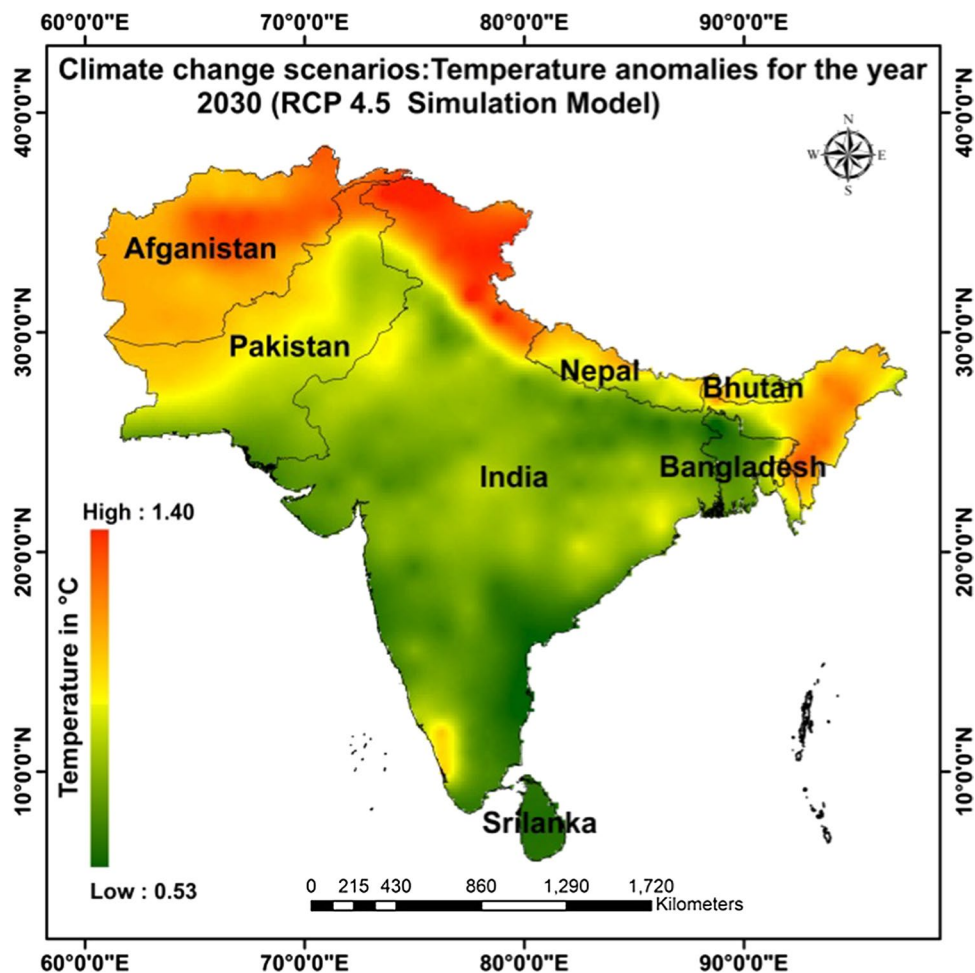 60°0'0"E 70°0'0"E 80°0'0"E 90°0'0"E
Climate change scenarios:Temperature anomalies for the year
2030 (RCP 4.5 Simulation Model)
40°0'0"N
40°0'0"N
N
W E
S
Afganistan
30°0'0"N
30°0'0"N
Pakistan
Nepal
Bhutan
Bangladesh
India
High : 1.40
Temperature in °C
Low : 0.53
20°0'0"N
20°0'0"N
10°0'0"N
10°0'0"N
Srilanka
0 215 430 860 1,290 1,720
Kilometers
60°0'0"E 70°0'0"E 80°0'0"E 90°0'0"E